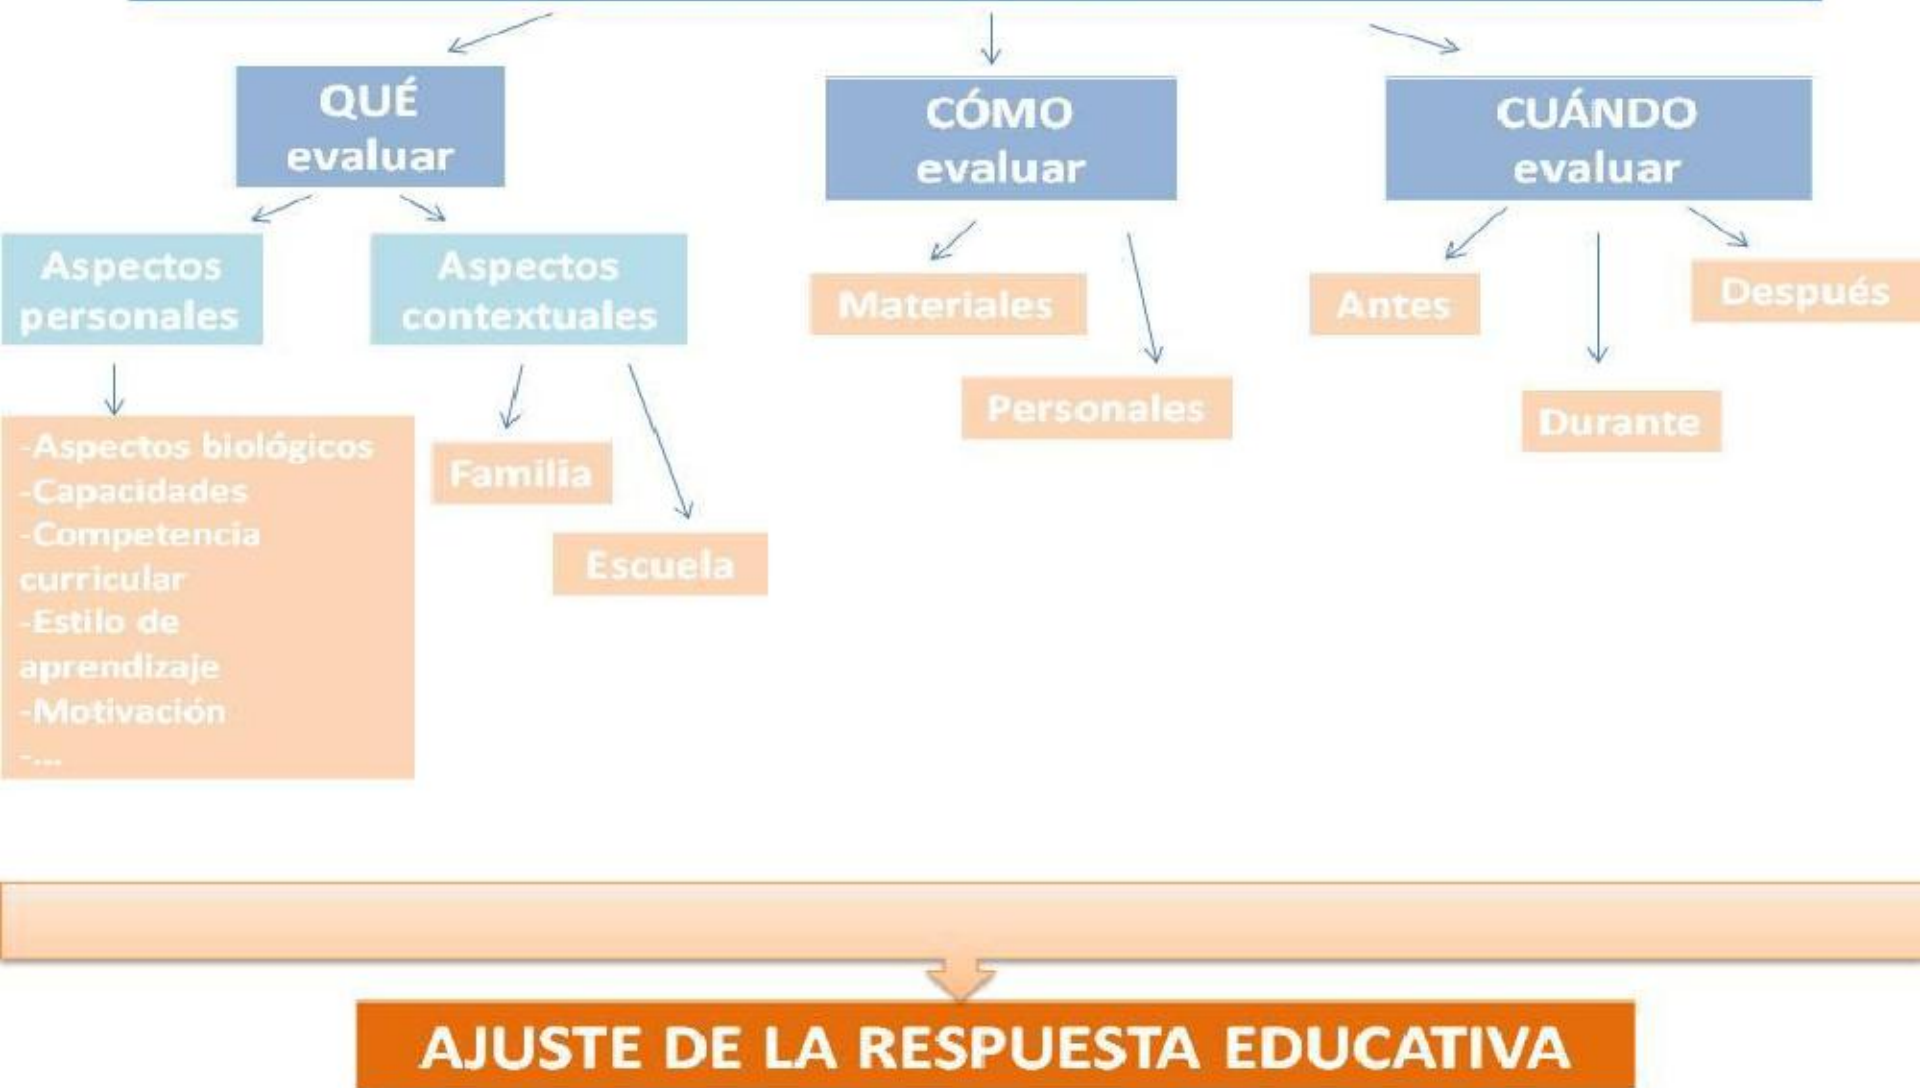 QUÉ
evaluar
CÓMO
evaluar
CUÁNDO
evaluar
Aspectos
personales
Aspectos
contextuales
Materiales
Personales
Antes
Durante
Después
-Aspectos biológicos
-Capacidades
-Competencia
curricular
-Estilo de
aprendizaje
-Motivación
-...
Familia
Escuela
AJUSTE DE LA RESPUESTA EDUCATIVA